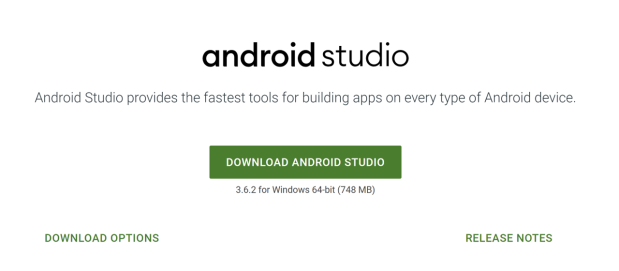 android studio
Android Studio provides the fastest tools for building apps on every type of Android device.
DOWNLOAD ANDROID STUDIO
3.6.2 for Windows 64-bit (748 MB)
DOWNLOAD OPTIONS
RELEASE NOTES